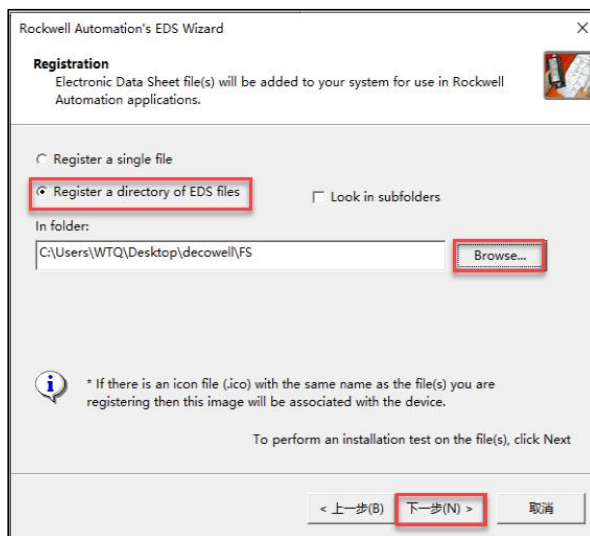 Rockwell Automation's EDS Wizard
Registration
Electronic Data Sheet file(s) will be added to your system for use in Rockwell
Automation applications.
Register a single file
Register a directory of EDS files
Look in subfolders
In folder:
C:\Users\WTQ\Desktop\decowell\FS
Browse...
* If there is an icon file (.ico) with the same name as the file(s) you are
registering then this image will be associated with the device.
To perform an installation test on the file(s), click Next
< 上一步(B)
下一步(N) >
取消